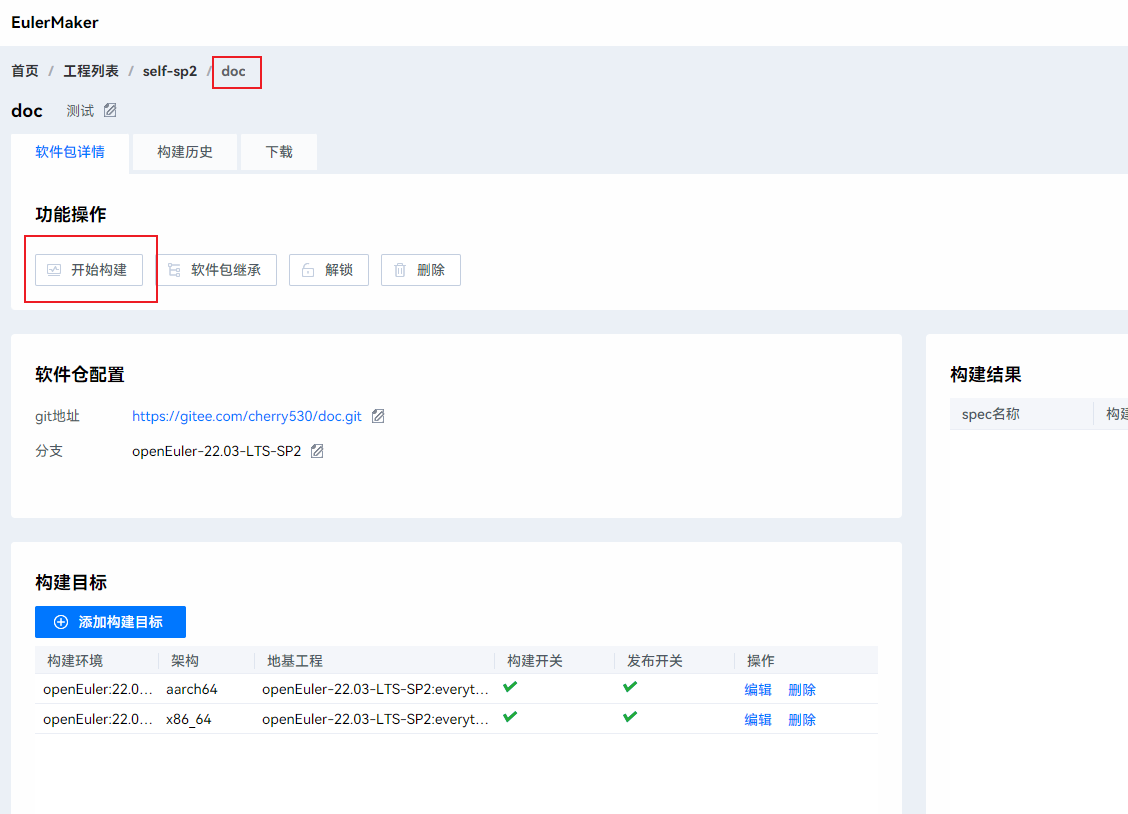 EulerMaker
首页 / 工程列表 / self-sp2 / doc
doc 测试
软件包详情 构建历史 下载
功能操作
开始构建 软件包继承 解锁 删除
软件仓配置
git地址 https://gitee.com/cherry530/doc.git
分支 openEuler-22.03-LTS-SP2
构建结果
spec名称 构建
构建目标
添加构建目标
构建环境 架构 地基工程 构建开关 发布开关 操作
openEuler:22.0... aarch64 openEuler-22.03-LTS-SP2:everyt... 编辑 删除
openEuler:22.0... x86_64 openEuler-22.03-LTS-SP2:everyt... 编辑 删除